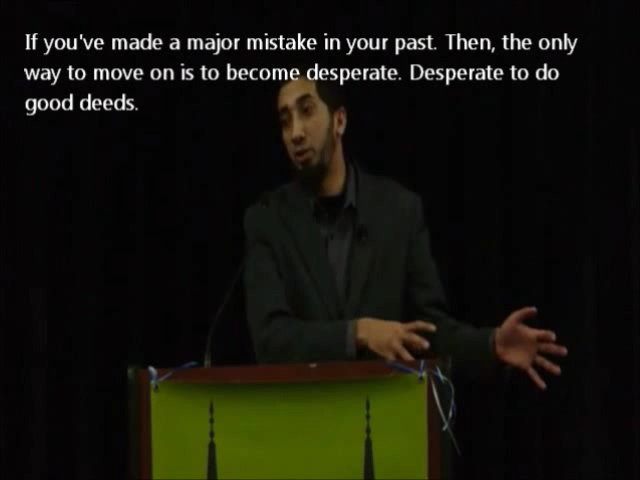 If you've made a major mistake in your past. Then, the only
way to move on is to become desperate. Desperate to do
good deeds.